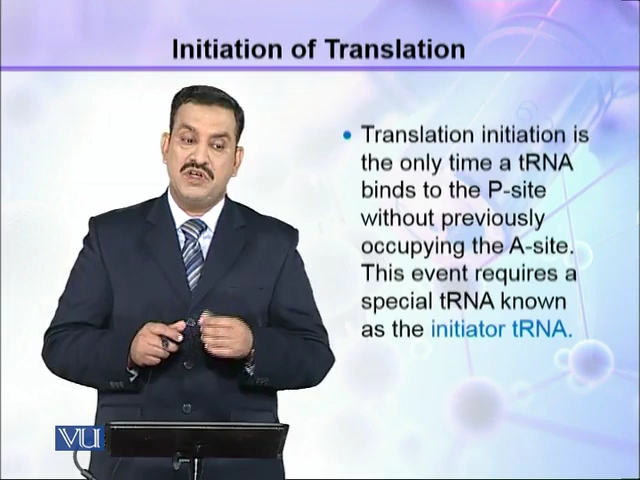 Initiation of Translation
• Translation initiation is
the only time a tRNA
binds to the P-site
without previously
occupying the A-site.
This event requires a
special tRNA known
as the initiator tRNA.
VU